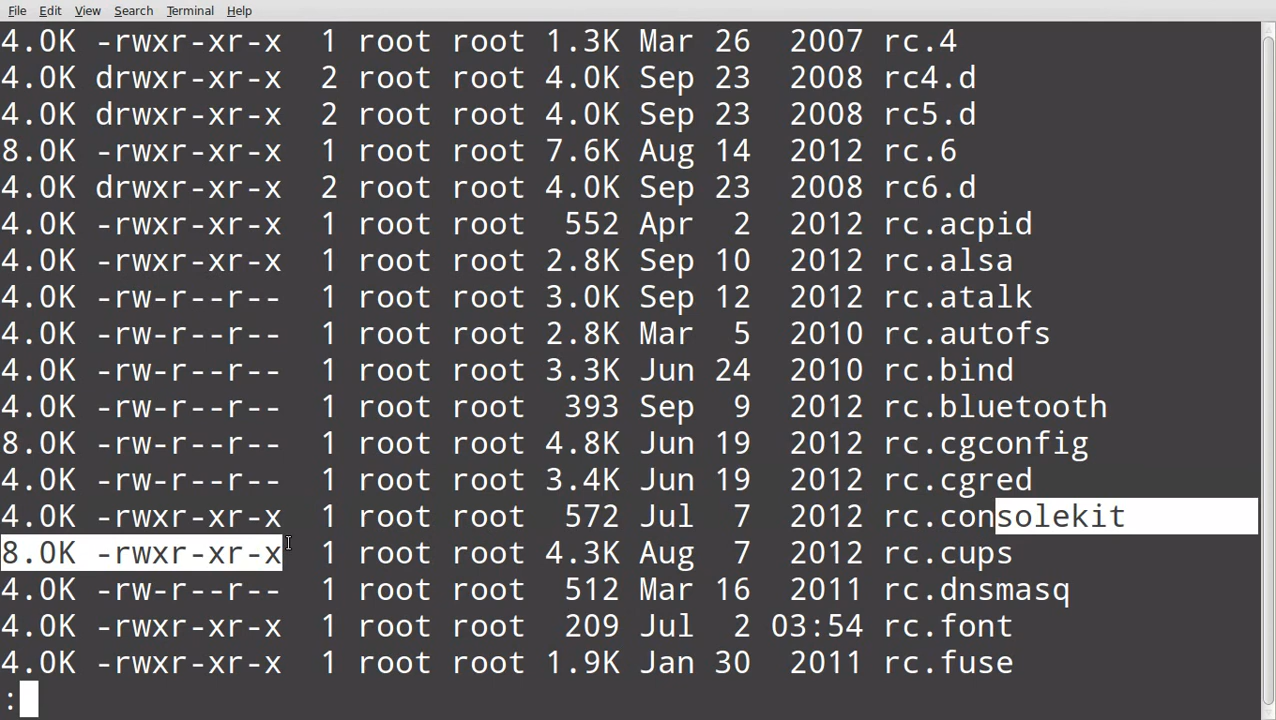 File Edit View Search Terminal Help
4.0K -rwxr-xr-x  1 root root 1.3K Mar 26  2007 rc.4
4.0K drwxr-xr-x  2 root root 4.0K Sep 23  2008 rc4.d
4.0K drwxr-xr-x  2 root root 4.0K Sep 23  2008 rc5.d
8.0K -rwxr-xr-x  1 root root 7.6K Aug 14  2012 rc.6
4.0K drwxr-xr-x  2 root root 4.0K Sep 23  2008 rc6.d
4.0K -rwxr-xr-x  1 root root  552 Apr  2  2012 rc.acpid
4.0K -rwxr-xr-x  1 root root 2.8K Sep 10  2012 rc.alsa
4.0K -rw-r--r--  1 root root 3.0K Sep 12  2012 rc.atalk
4.0K -rw-r--r--  1 root root 2.8K Mar  5  2010 rc.autofs
4.0K -rw-r--r--  1 root root 3.3K Jun 24  2010 rc.bind
4.0K -rw-r--r--  1 root root  393 Sep  9  2012 rc.bluetooth
8.0K -rw-r--r--  1 root root 4.8K Jun 19  2012 rc.cgconfig
4.0K -rw-r--r--  1 root root 3.4K Jun 19  2012 rc.cgred
4.0K -rwxr-xr-x  1 root root  572 Jul  7  2012 rc.consolekit
8.0K -rwxr-xr-x  1 root root 4.3K Aug  7  2012 rc.cups
4.0K -rw-r--r--  1 root root  512 Mar 16  2011 rc.dnsmasq
4.0K -rwxr-xr-x  1 root root  209 Jul  2 03:54 rc.font
4.0K -rwxr-xr-x  1 root root 1.9K Jan 30  2011 rc.fuse
: